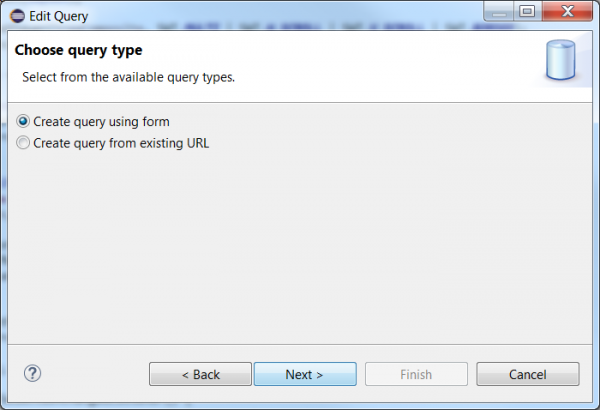 Edit Query
Choose query type
Select from the available query types.
Create query using form
Create query from existing URL
< Back
Next >
Finish
Cancel